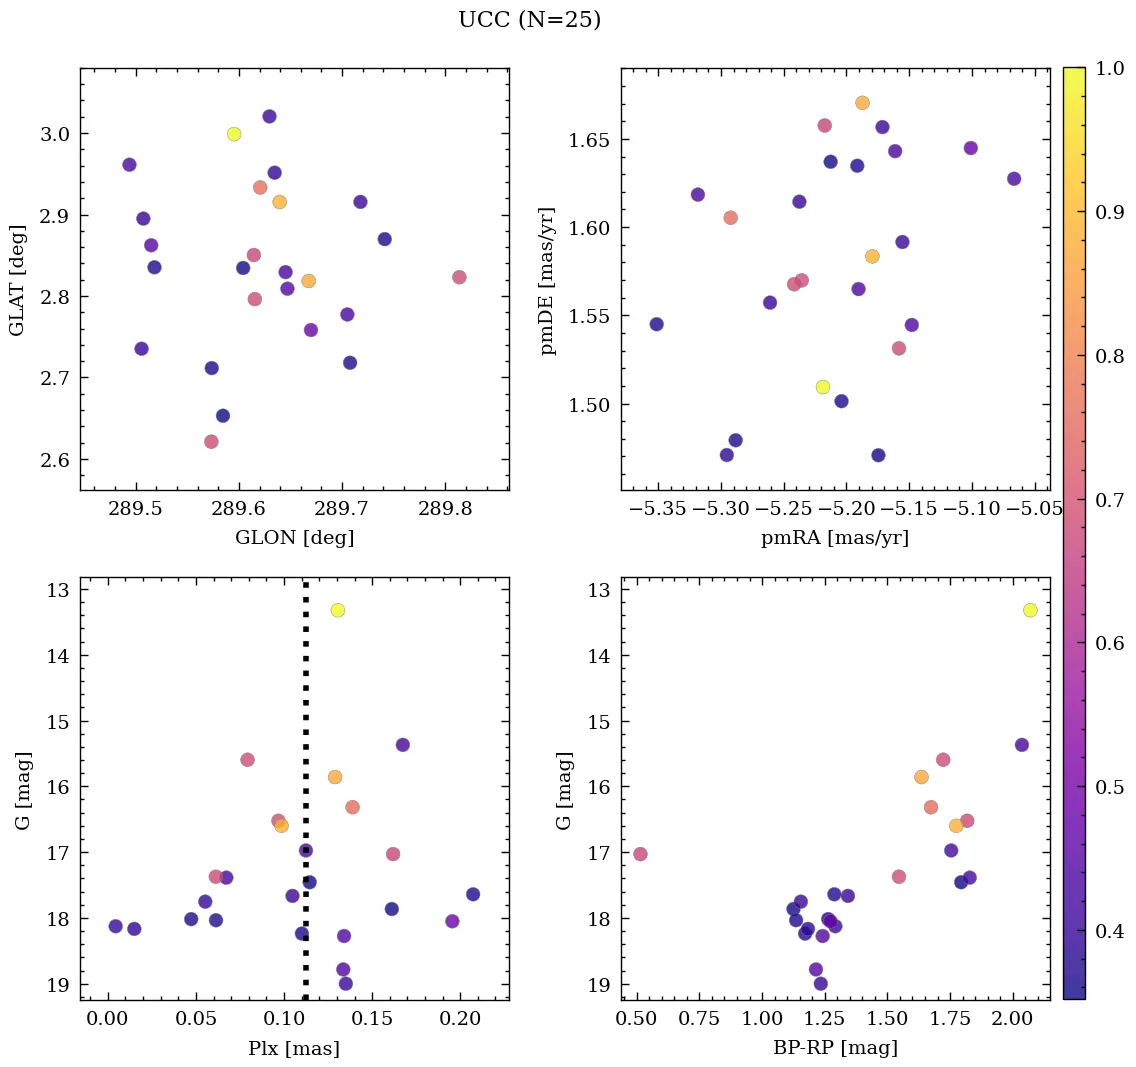 UCC (N=25)
3.0
2.9
2.8
2.7
2.6
GLAT [deg]
289.5 289.6 289.7 289.8
GLON [deg]
1.65
1.60
1.55
1.50
pmDE [mas/yr]
−5.35 −5.30 −5.25 −5.20 −5.15 −5.10 −5.05
pmRA [mas/yr]
13
14
15
16
17
18
19
G [mag]
0.00 0.05 0.10 0.15 0.20
Plx [mas]
13
14
15
16
17
18
19
G [mag]
0.50 0.75 1.00 1.25 1.50 1.75 2.00
BP-RP [mag]
1.0
0.9
0.8
0.7
0.6
0.5
0.4